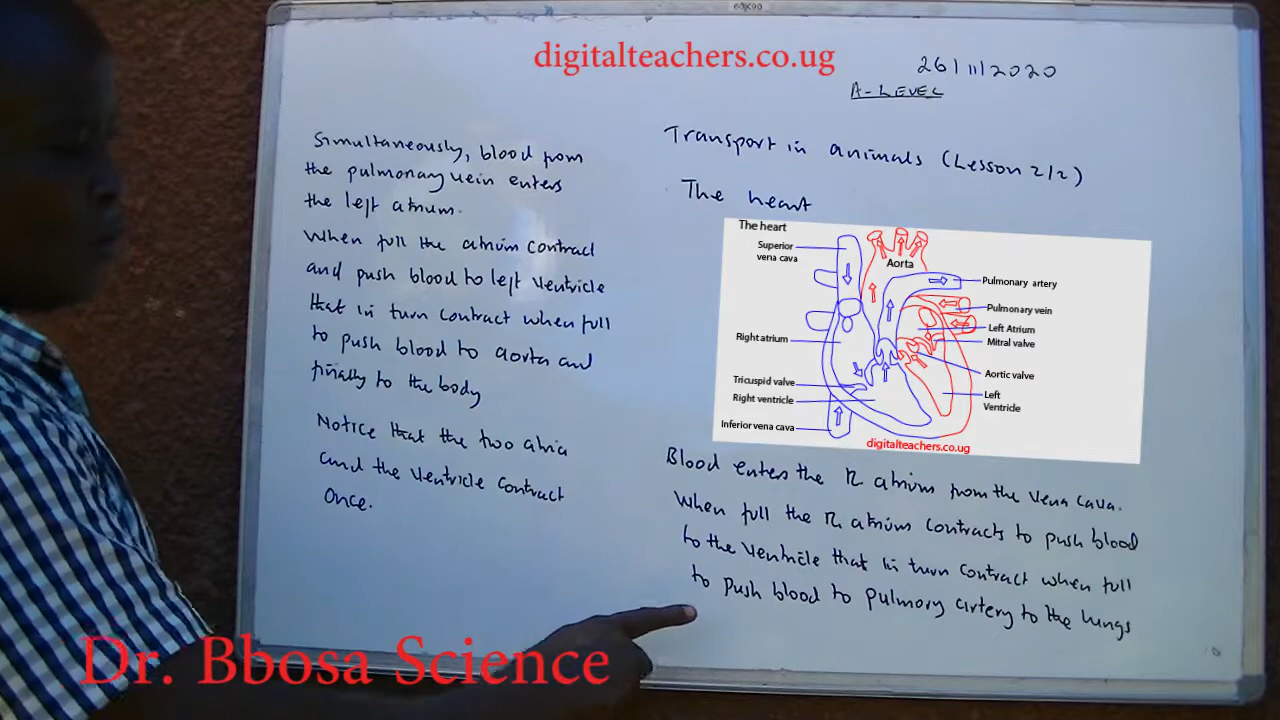 digitalteachers.co.ug
26/11/2020
A-LEVEL
Transport in animals (Lesson 2/2)
The heart
The heart
Superior
vena cava
Aorta
Pulmonary artery
Pulmonary vein
Left Atrium
Mitral valve
Right atrium
Aortic valve
Tricuspid valve
Right ventricle
Left
Ventricle
Inferior vena cava
digitalteachers.co.ug
Blood enters the R atrium from the vena cava.
When full the R atrium contracts to push blood
to the ventricle that in turn contract when full
to push blood to pulmory artery to the lungs
Simultaneously, blood from
the pulmonary vein enters
the left atrium.
When full the atrium contract
and push blood to left ventricle
that in turn contract when full
to push blood to aorta and
finally to the body
Notice that the two atria
and the ventricle contract
once.
Dr. Bbosa Science